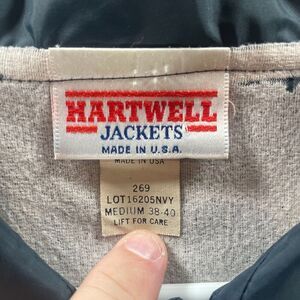 HARTWELL
JACKETS
MADE IN U.S.A.
MADE IN USA
269
LOT16205NVY
MEDIUM 38-40
LIFT FOR CARE